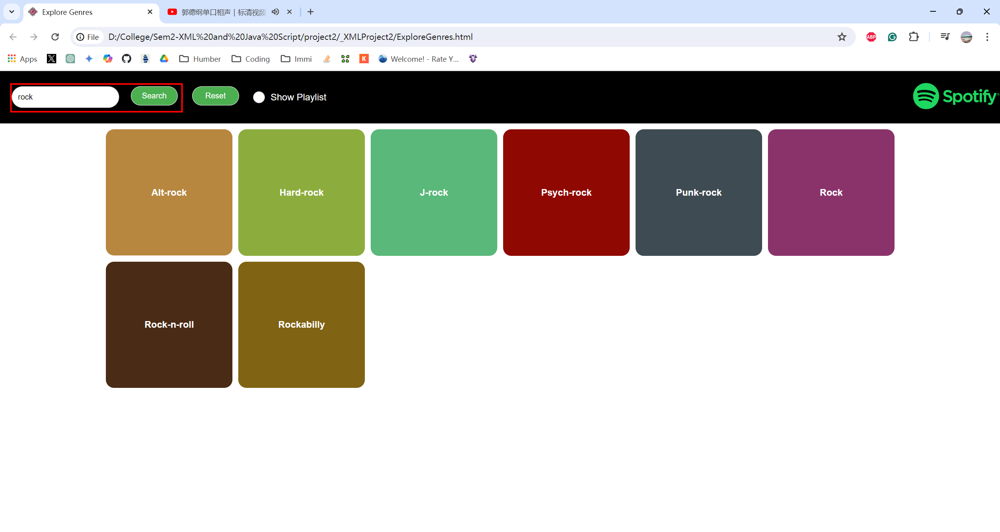 Explore Genres
郭德纲单口相声 | 标清视频
File
D:/College/Sem2-XML%20and%20Java%20Script/project2/_XMLProject2/ExploreGenres.html
ABP
Apps
Humber
Coding
Immi
K
Welcome! - Rate Y...
rock
Search
Reset
Show Playlist
Spotify®
Alt-rock
Hard-rock
J-rock
Psych-rock
Punk-rock
Rock
Rock-n-roll
Rockabilly